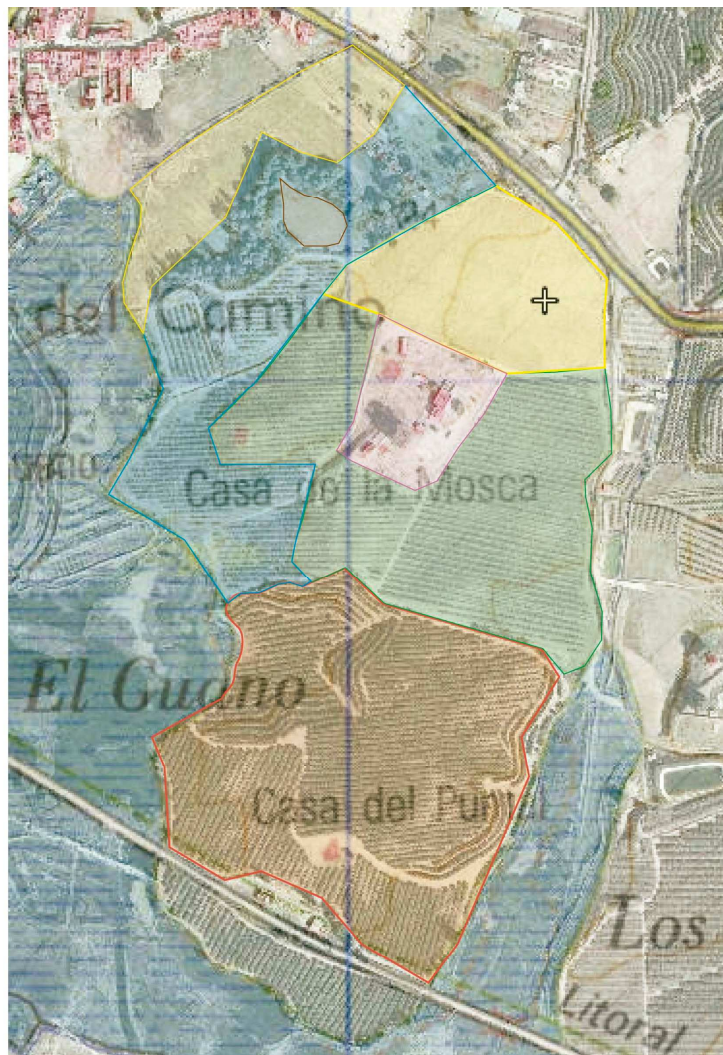 del Camino
Casa de la Mosca
El Guano
Casa del Puntal
Los
Litoral